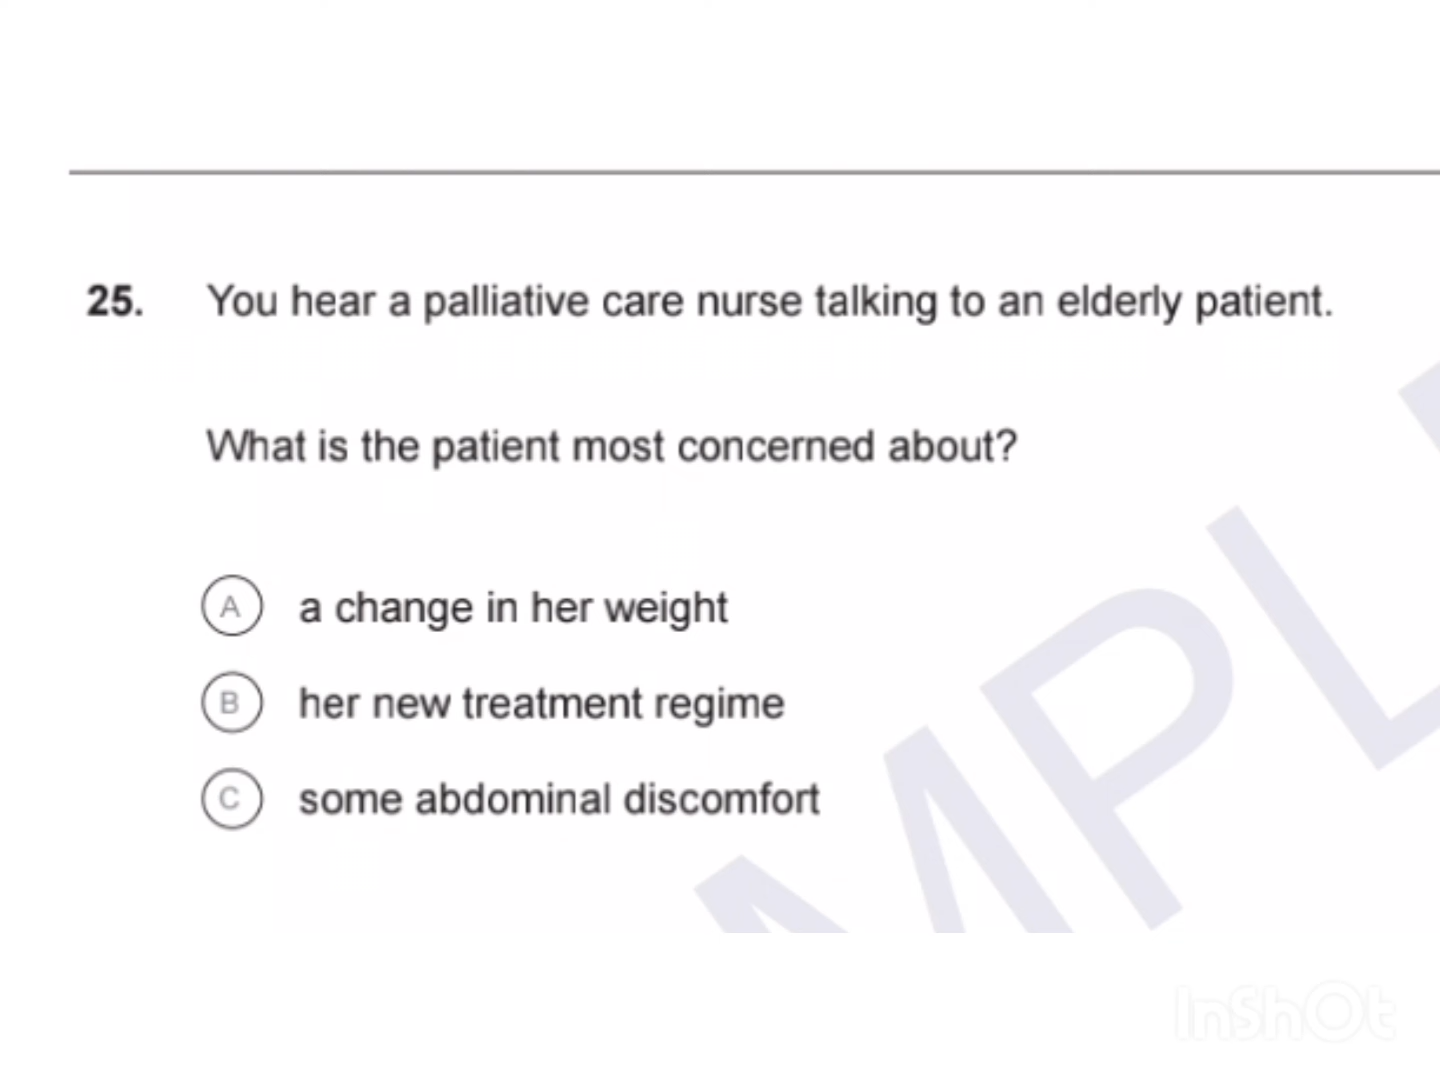 25. You hear a palliative care nurse talking to an elderly patient.
What is the patient most concerned about?
A a change in her weight
B her new treatment regime
C some abdominal discomfort
MPL
InShOt